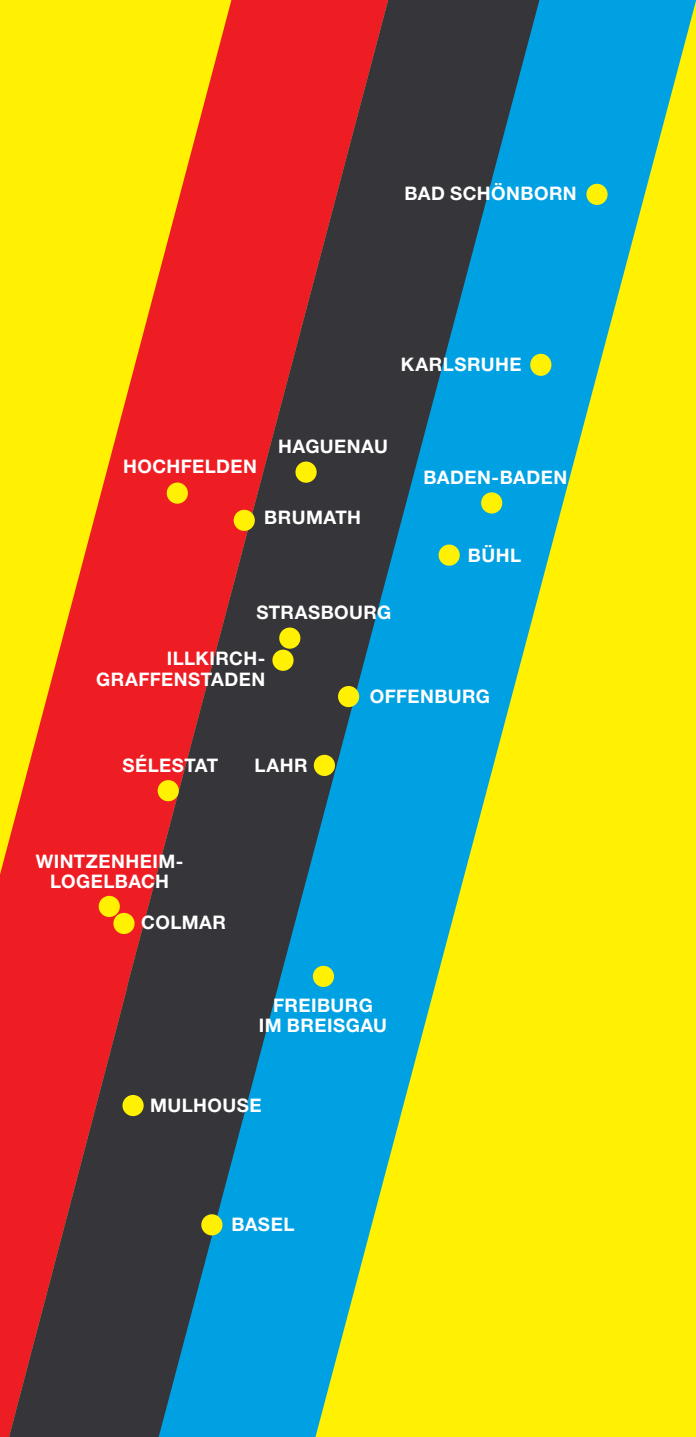 BAD SCHÖNBORN
KARLSRUHE
HAGUENAU
HOCHFELDEN
BADEN-BADEN
BRUMATH
BÜHL
STRASBOURG
ILLKIRCH-
GRAFFENSTADEN
OFFENBURG
SÉLESTAT
LAHR
WINTZENHEIM-
LOGELBACH
COLMAR
FREIBURG
IM BREISGAU
MULHOUSE
BASEL